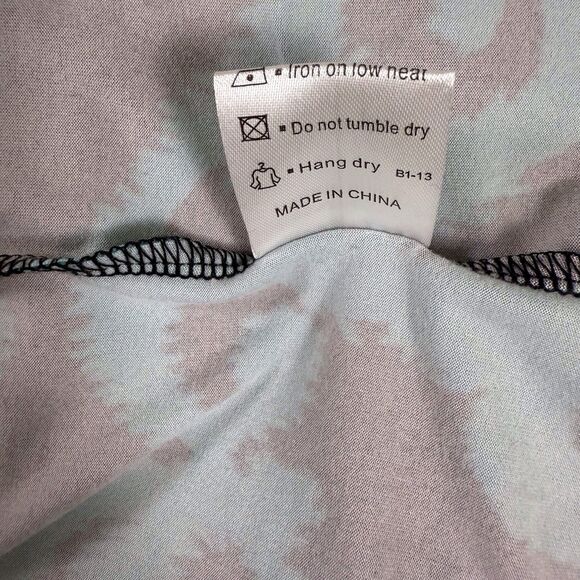 ▪ Iron on low heat
▪ Do not tumble dry
▪ Hang dry B1-13
MADE IN CHINA